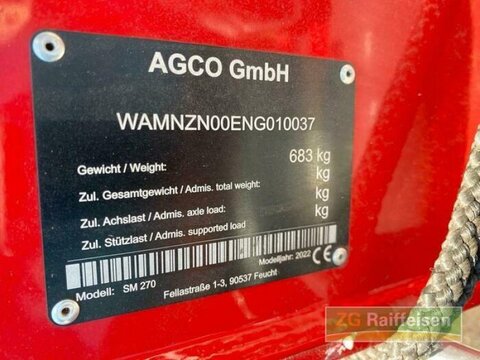 AGCO GmbH
WAMNZN00ENG010037
Gewicht / Weight: 683 kg
Zul. Gesamtgewicht / Admis. total weight: kg
Zul. Achslast / Admis. axle load: kg
Zul. Stützlast / Admis. supported load kg
Modell: SM 270 Modelljahr: 2022 CE
Fellastraße 1-3, 90537 Feucht
ZG Raiffeisen